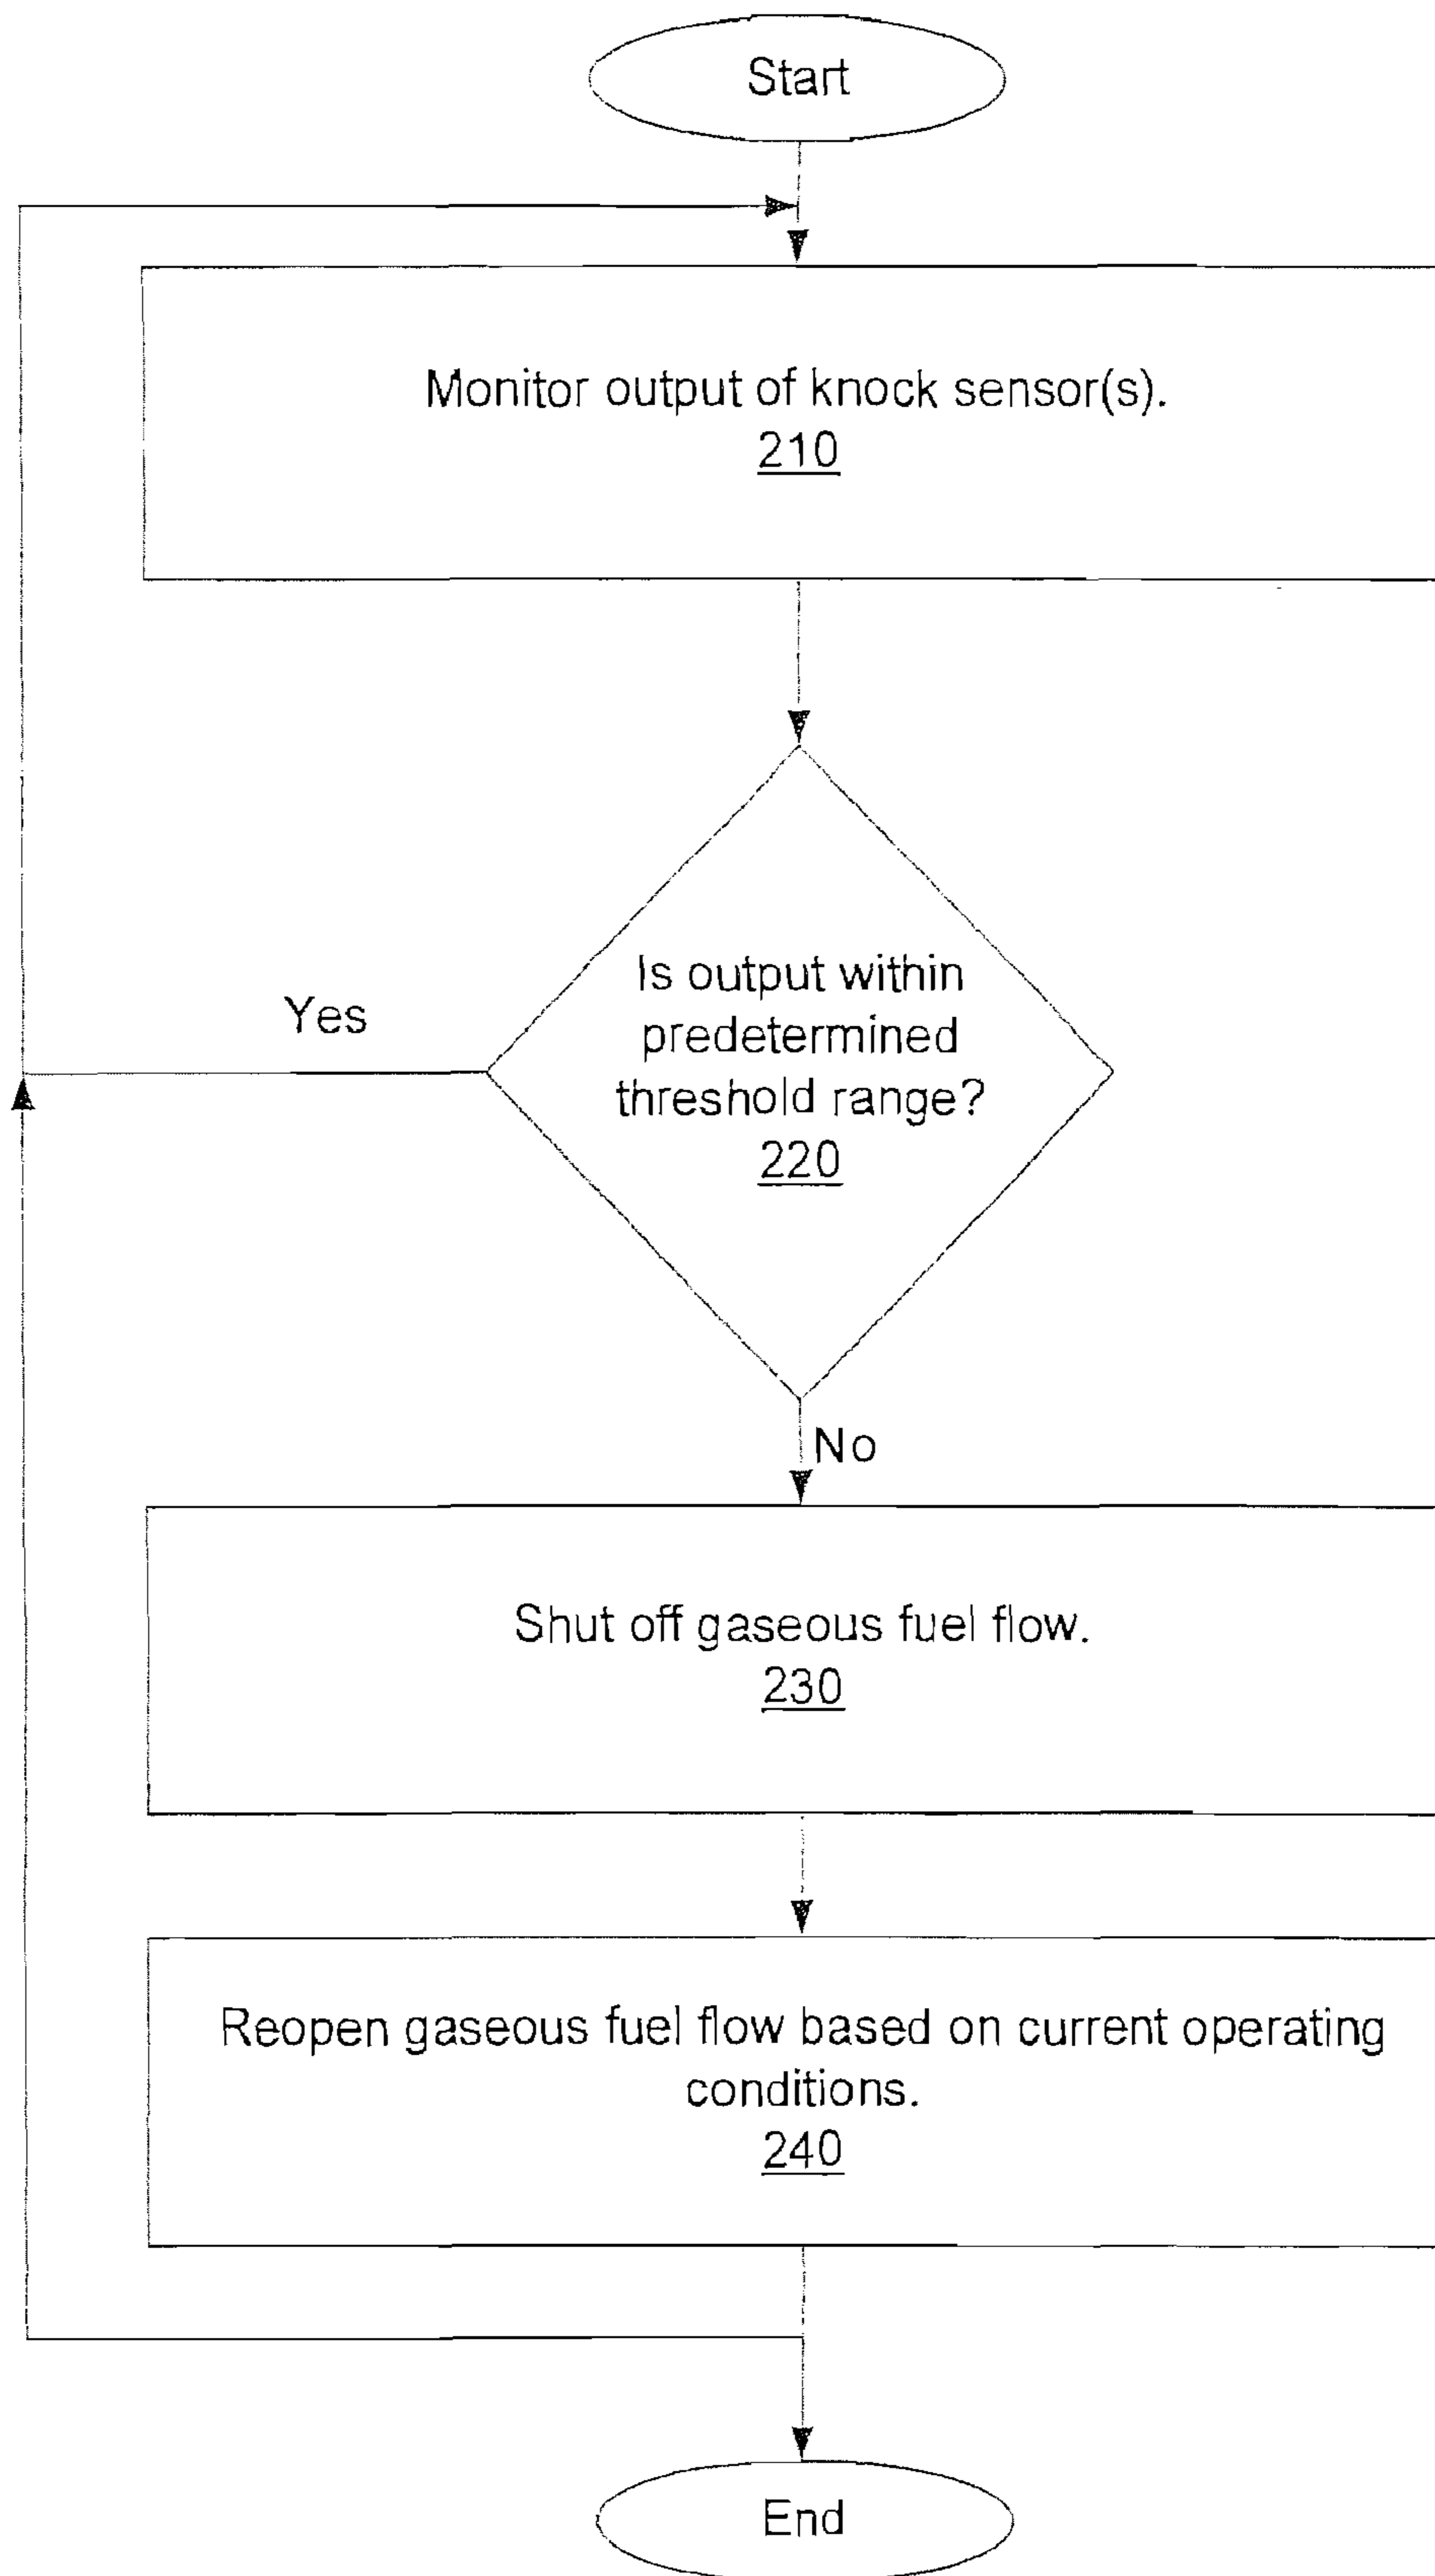 Start
Monitor output of knock sensor(s).
210
Is output within
predetermined
threshold range?
220
Yes
No
Shut off gaseous fuel flow.
230
Reopen gaseous fuel flow based on current operating
conditions.
240
End